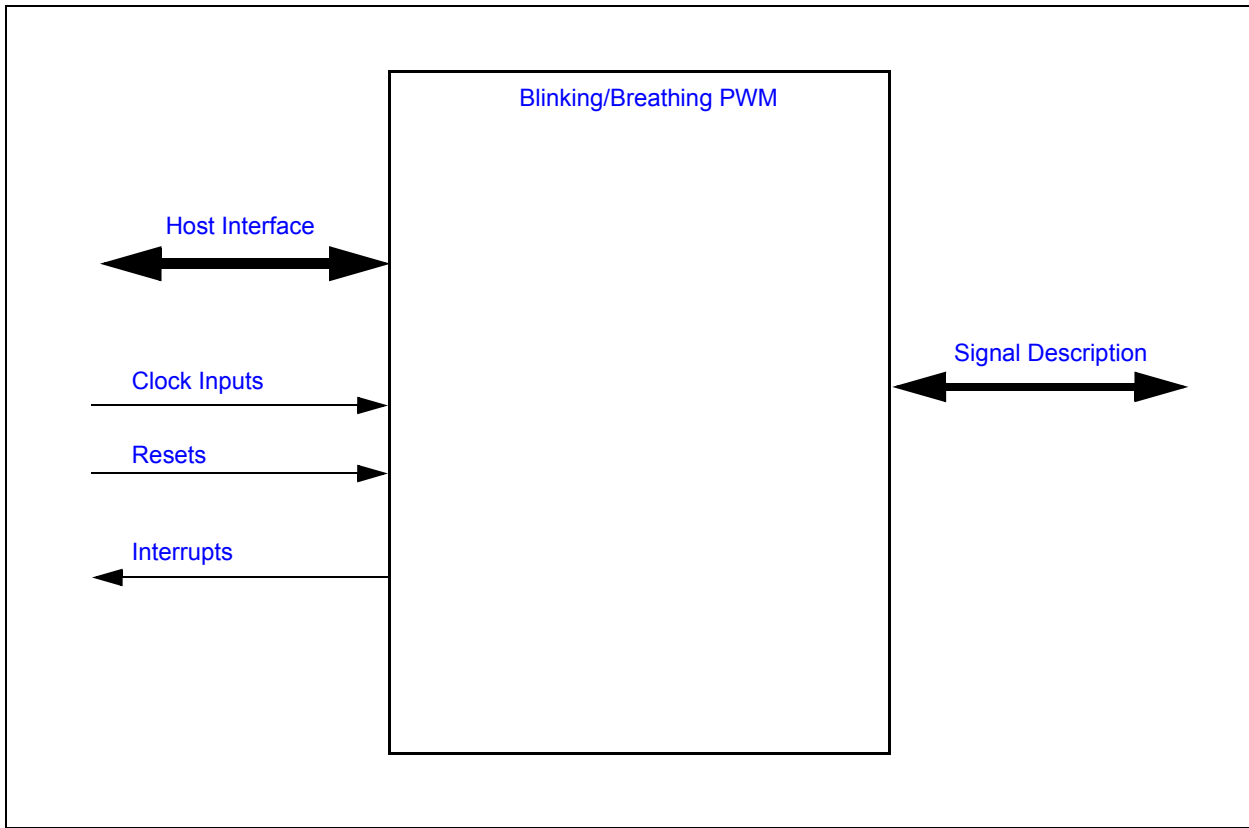 Blinking/Breathing PWM
Host Interface
Signal Description
Clock Inputs
Resets
Interrupts